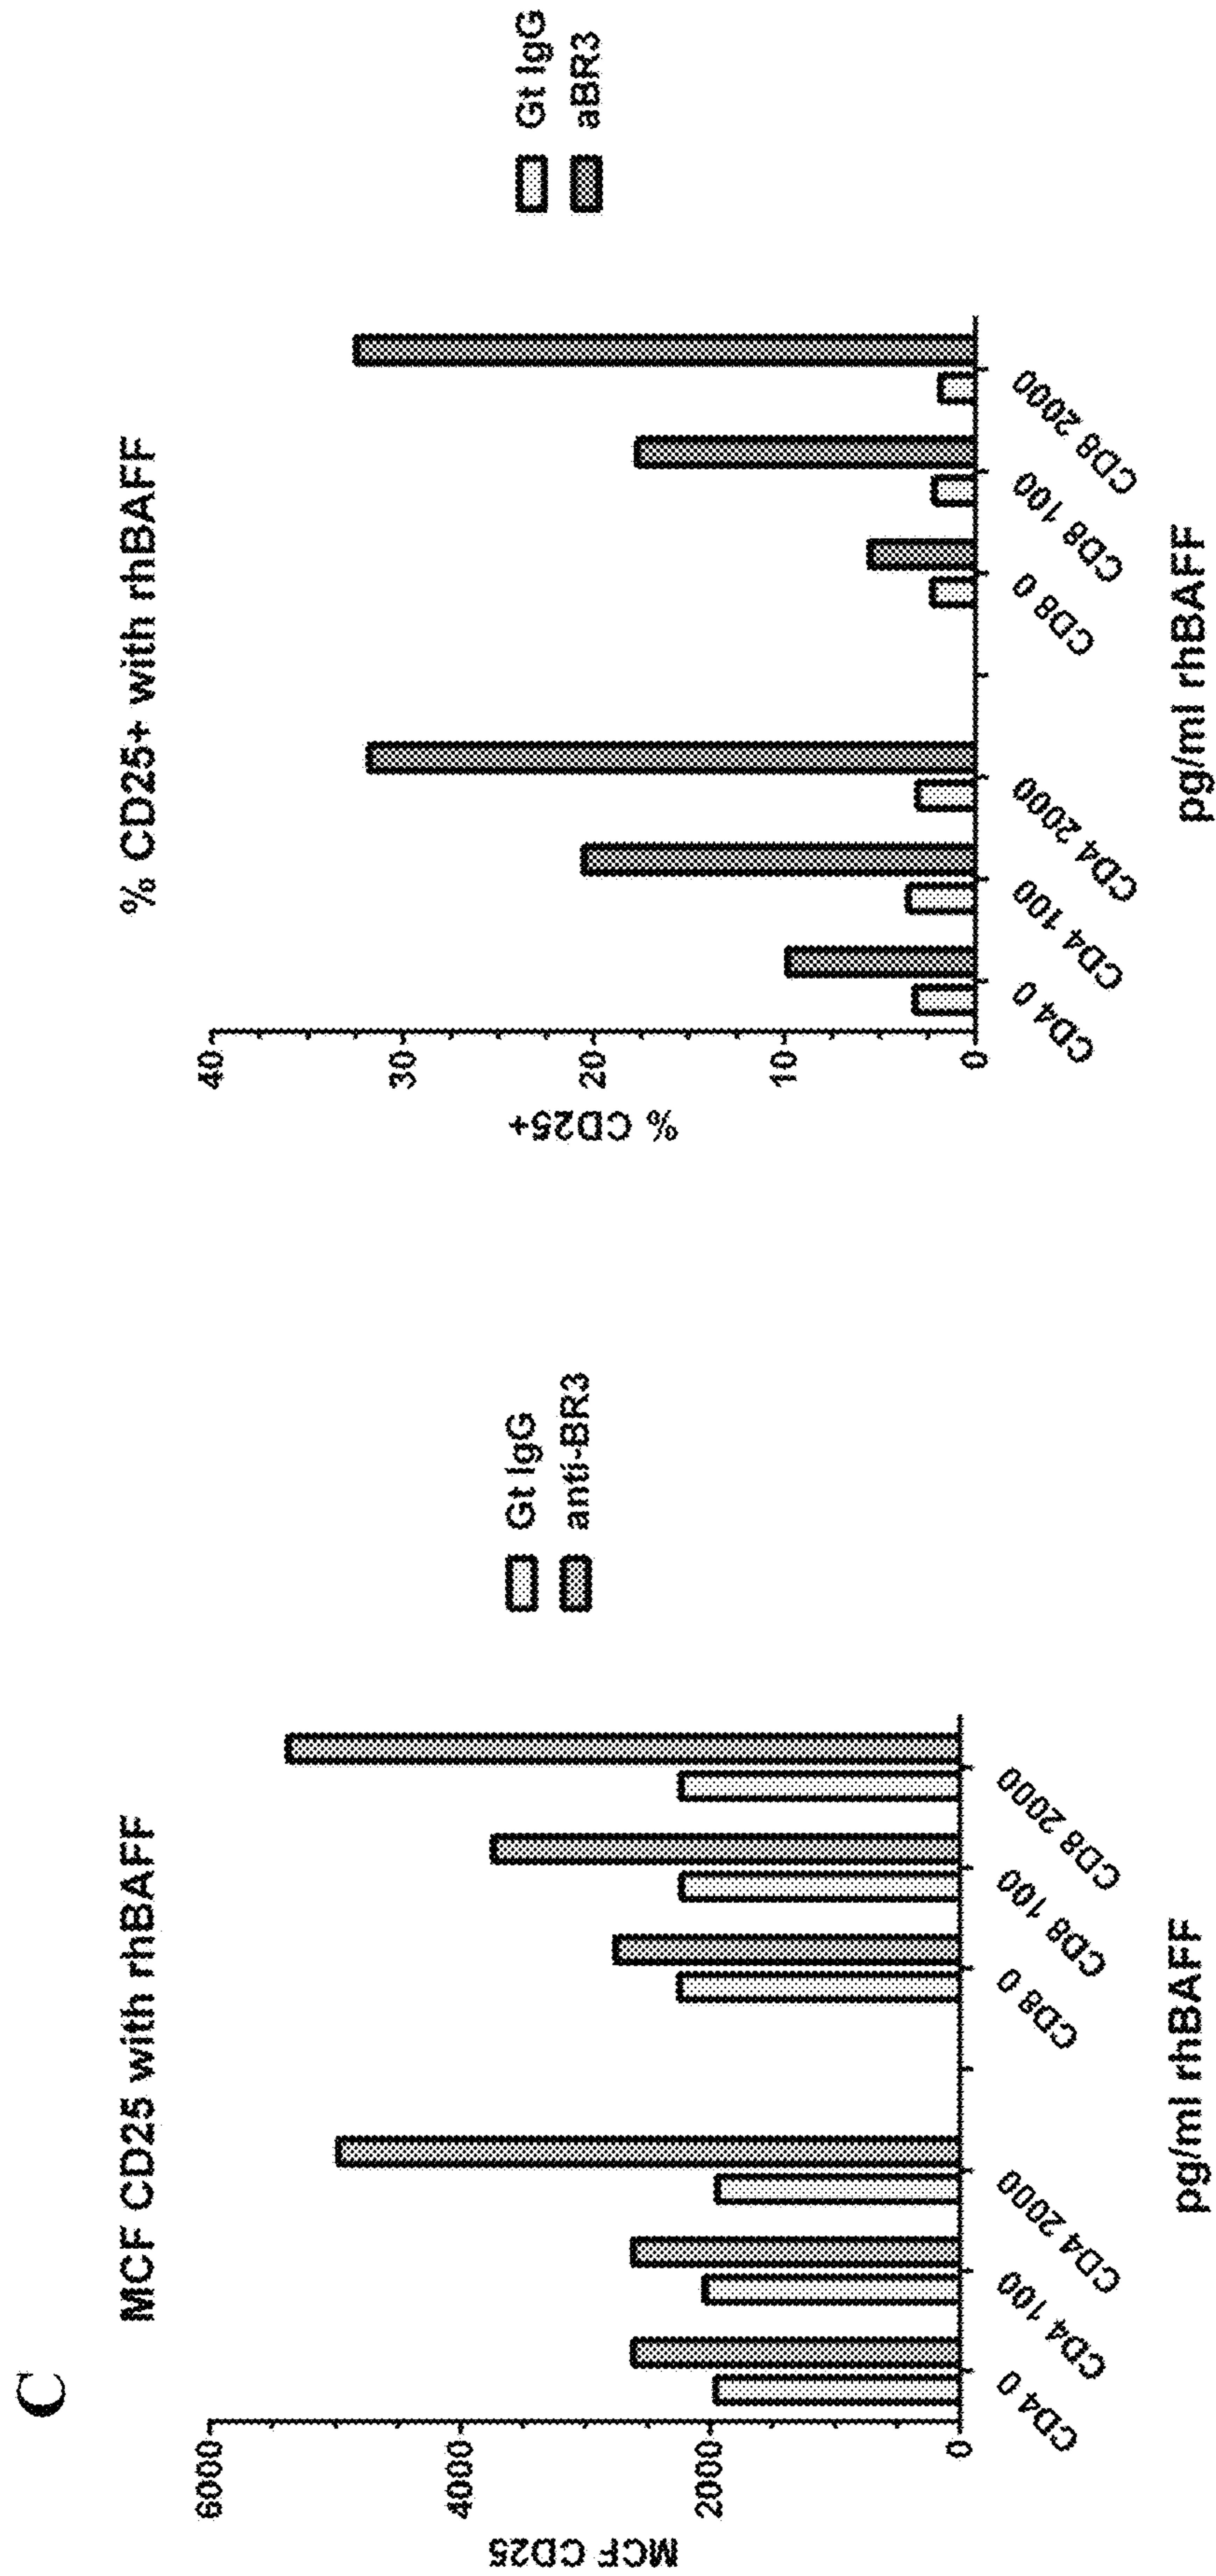 C
MCF CD25 with rhBAFF
MCF CD25
6000
4000
2000
0
CD4 0
CD4 100
CD4 2000
CD8 0
CD8 100
CD8 2000
pg/ml rhBAFF
Gt IgG
anti-BR3
% CD25+ with rhBAFF
% CD25+
40
30
20
10
0
CD4 0
CD4 100
CD4 2000
CD8 0
CD8 100
CD8 2000
pg/ml rhBAFF
Gt IgG
aBR3